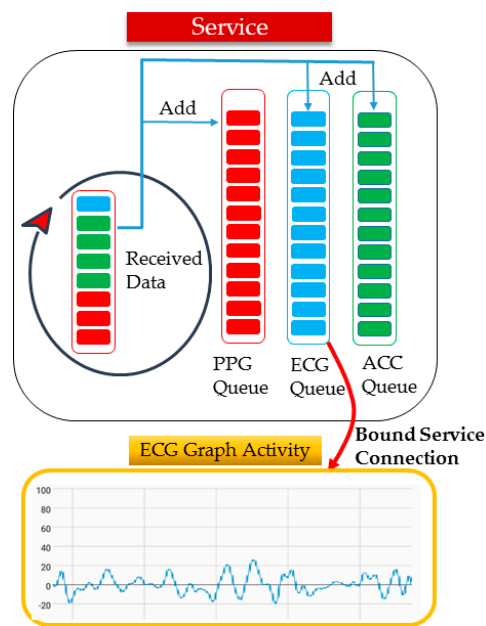 Service
Add
Add
Received
Data
PPG
Queue
ECG
Queue
ACC
Queue
Bound Service
Connection
ECG Graph Activity
100
80
60
40
20
0
-20